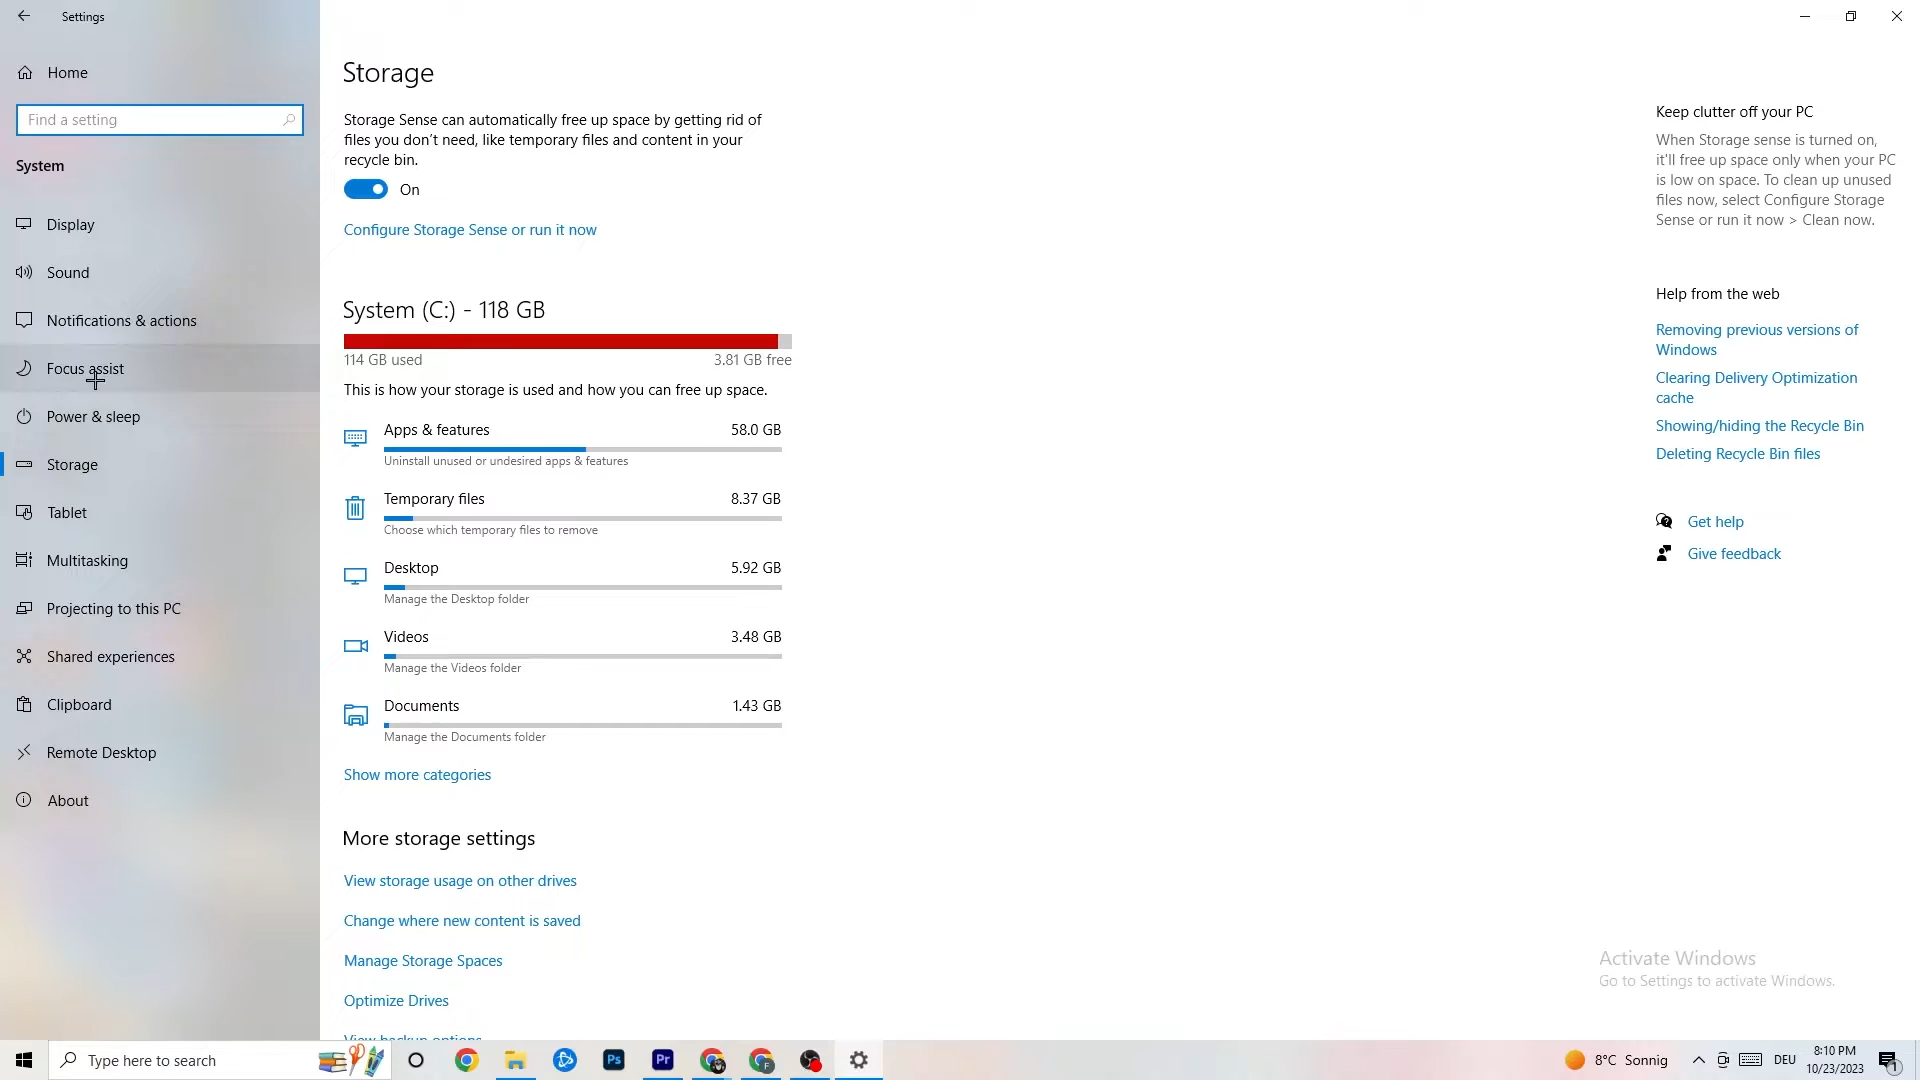 Settings
Home
Find a setting
System
Display
Sound
Notifications & actions
Focus assist
Power & sleep
Storage
Tablet
Multitasking
Projecting to this PC
Shared experiences
Clipboard
Remote Desktop
About
Storage
Storage Sense can automatically free up space by getting rid of
files you don't need, like temporary files and content in your
recycle bin.
On
Configure Storage Sense or run it now
System (C:) - 118 GB
114 GB used
3.81 GB free
This is how your storage is used and how you can free up space.
Apps & features
58.0 GB
Uninstall unused or undesired apps & features
Temporary files
8.37 GB
Choose which temporary files to remove
Desktop
5.92 GB
Manage the Desktop folder
Videos
3.48 GB
Manage the Videos folder
Documents
1.43 GB
Manage the Documents folder
Show more categories
More storage settings
View storage usage on other drives
Change where new content is saved
Manage Storage Spaces
Optimize Drives
View backup options
Keep clutter off your PC
When Storage sense is turned on,
it'll free up space only when your PC
is low on space. To clean up unused
files now, select Configure Storage
Sense or run it now > Clean now.
Help from the web
Removing previous versions of
Windows
Clearing Delivery Optimization
cache
Showing/hiding the Recycle Bin
Deleting Recycle Bin files
Get help
Give feedback
Activate Windows
Go to Settings to activate Windows.
Type here to search
Ps
Pr
F
8°C Sonnig
DEU
8:10 PM
10/23/2023
1